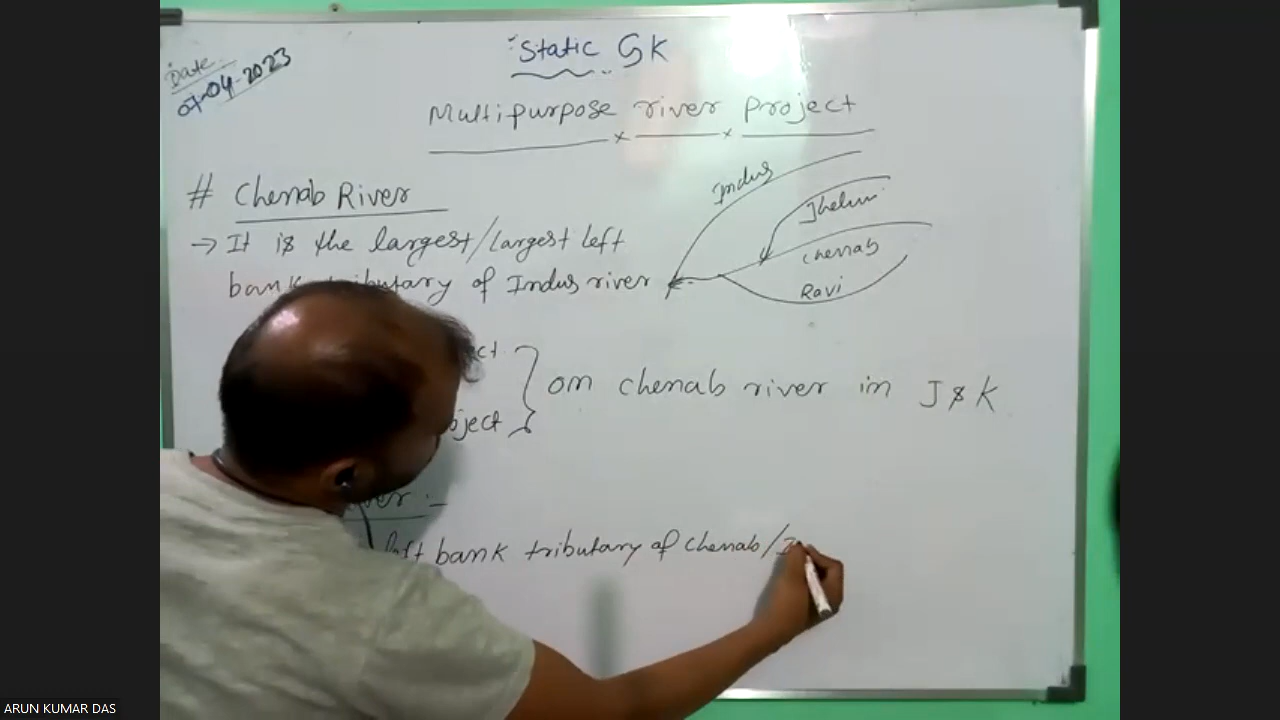 Date
07-04-2023
Static GK
Multipurpose river project
# Chenab River
→ It is the largest/largest left
bank tributary of Indus river
Indus
Jhelum
Chenab
Ravi
on chenab river in J&K
left bank tributary of Chenab/I
ARUN KUMAR DAS